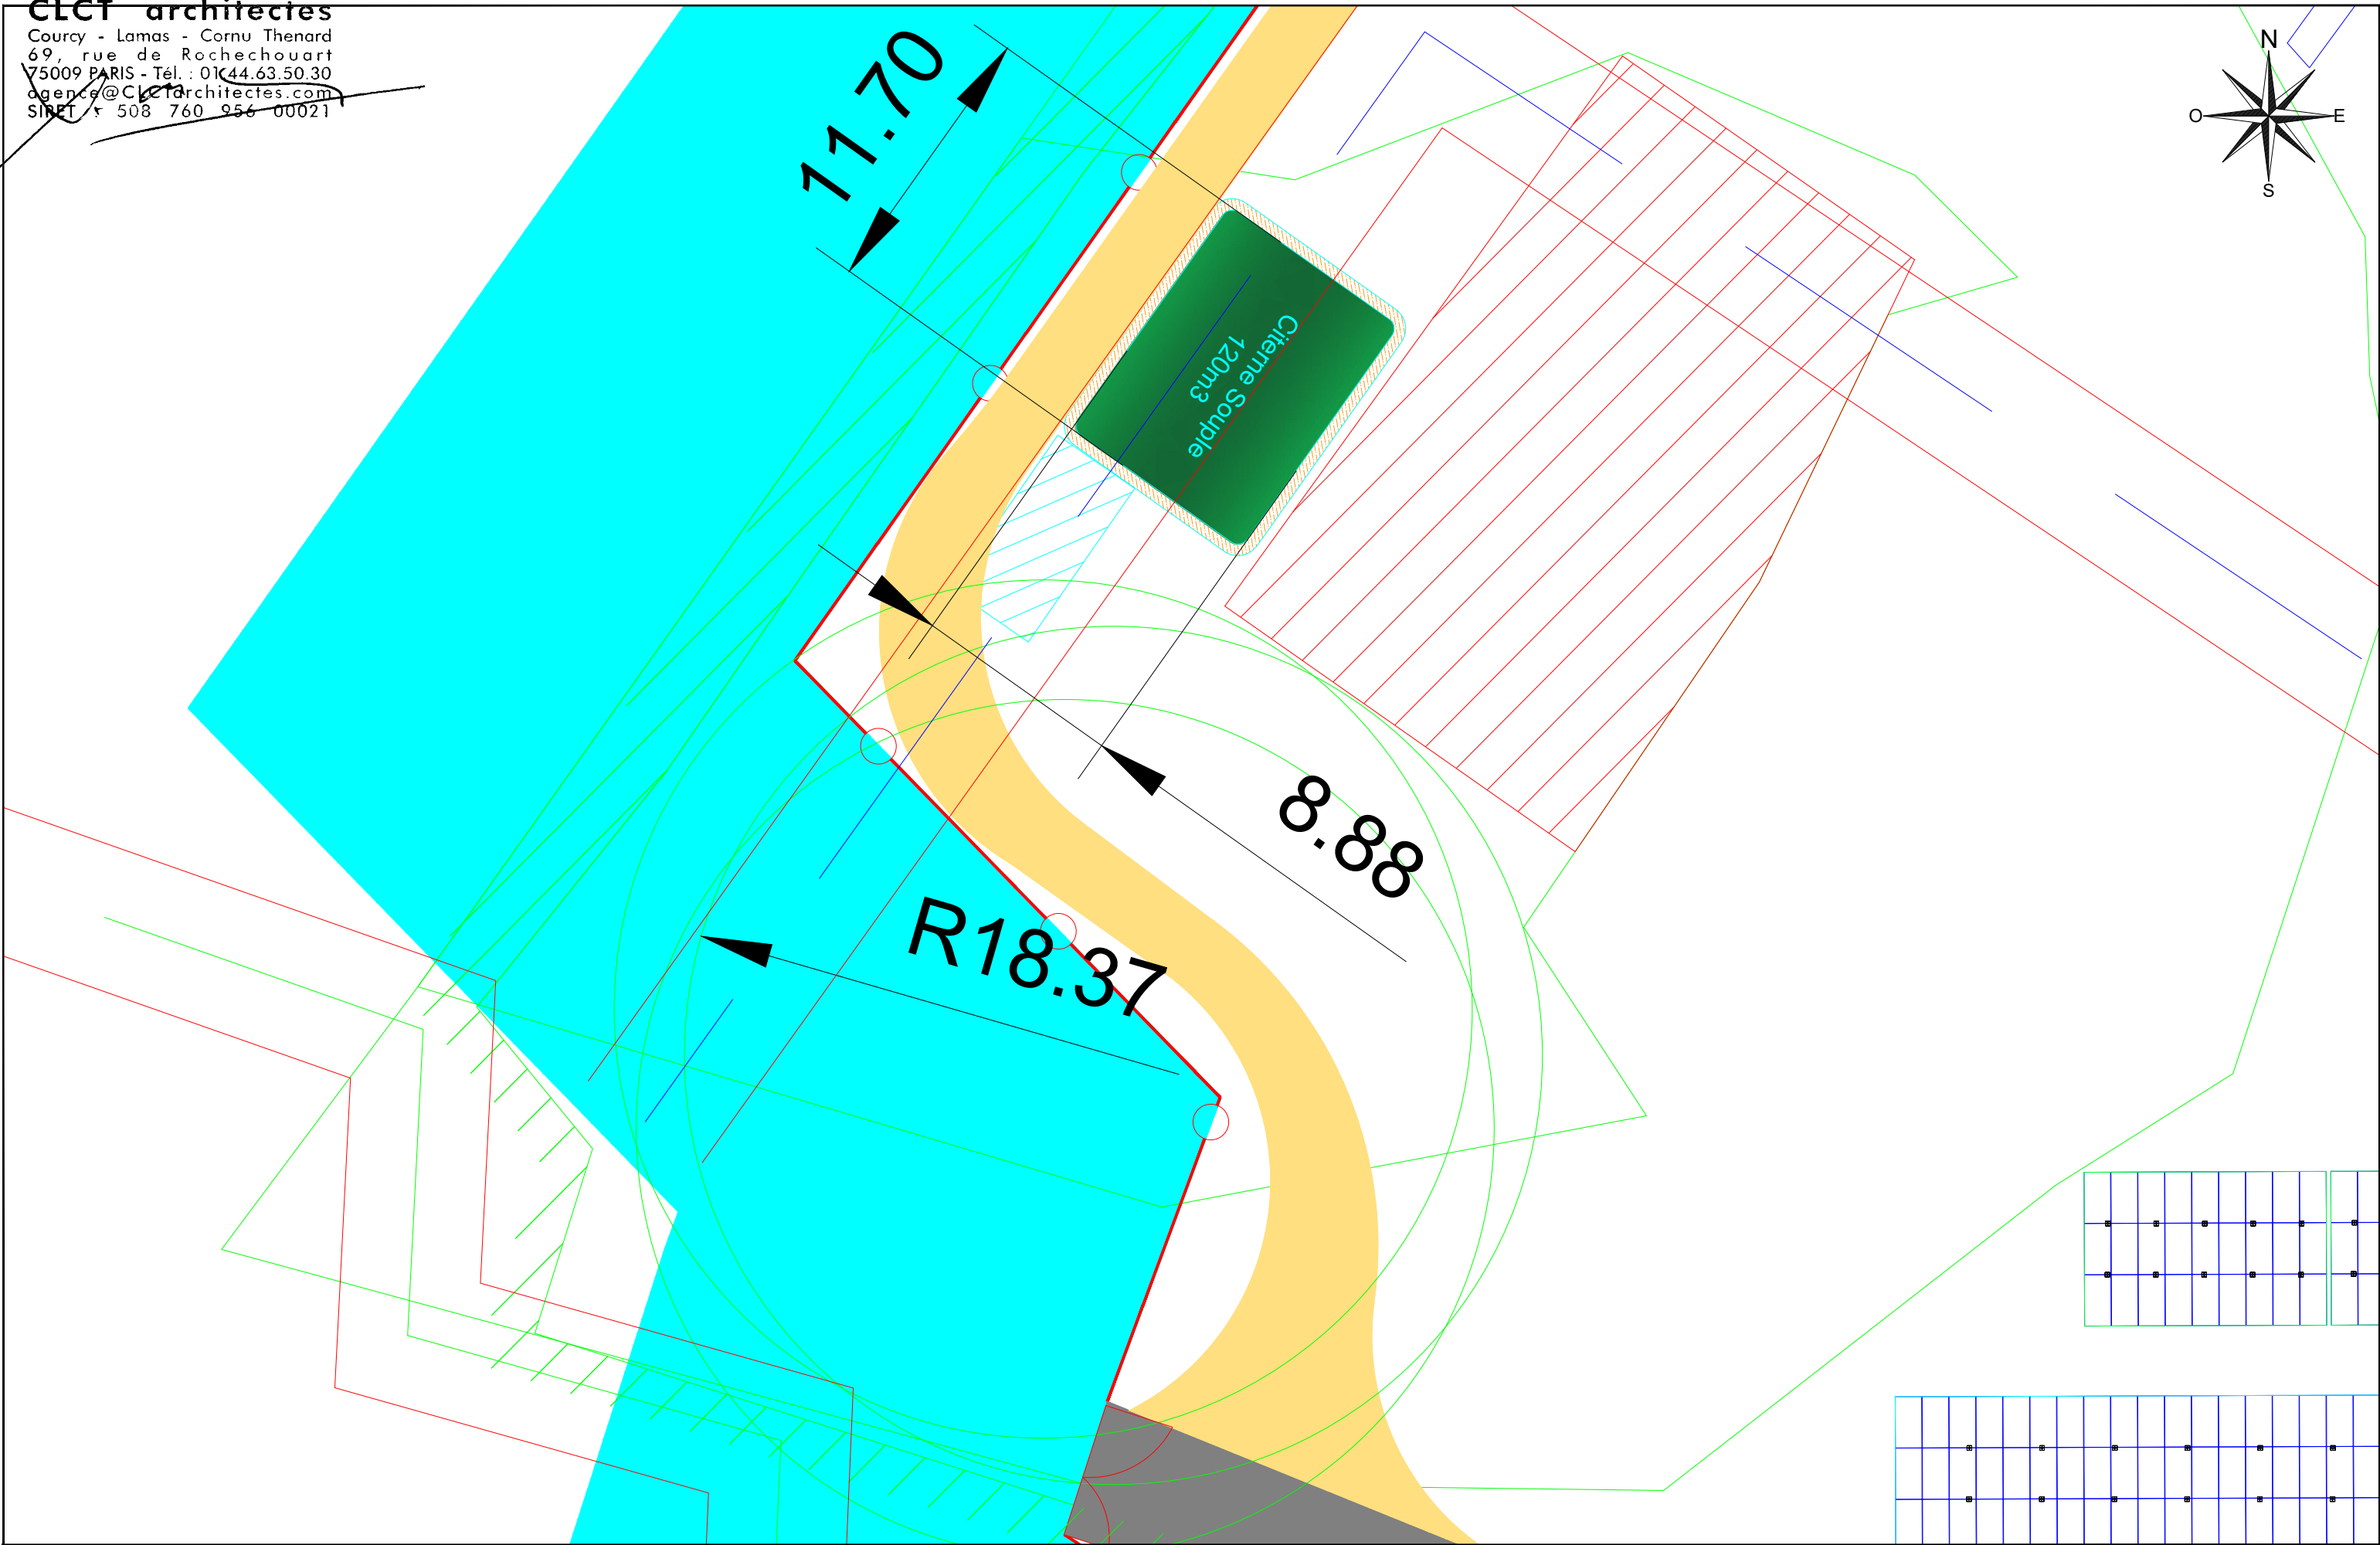 CLCT architectes
Courcy - Lamas - Cornu Thenard
69, rue de Rochechouart
75009 PARIS - Tél. : 01.44.63.50.30
agence@CLCTarchitectes.com
SIRET : 508 760 956 00021
N
O
E
S
11.70
Citerne Souple
120m3
8.88
R18.37